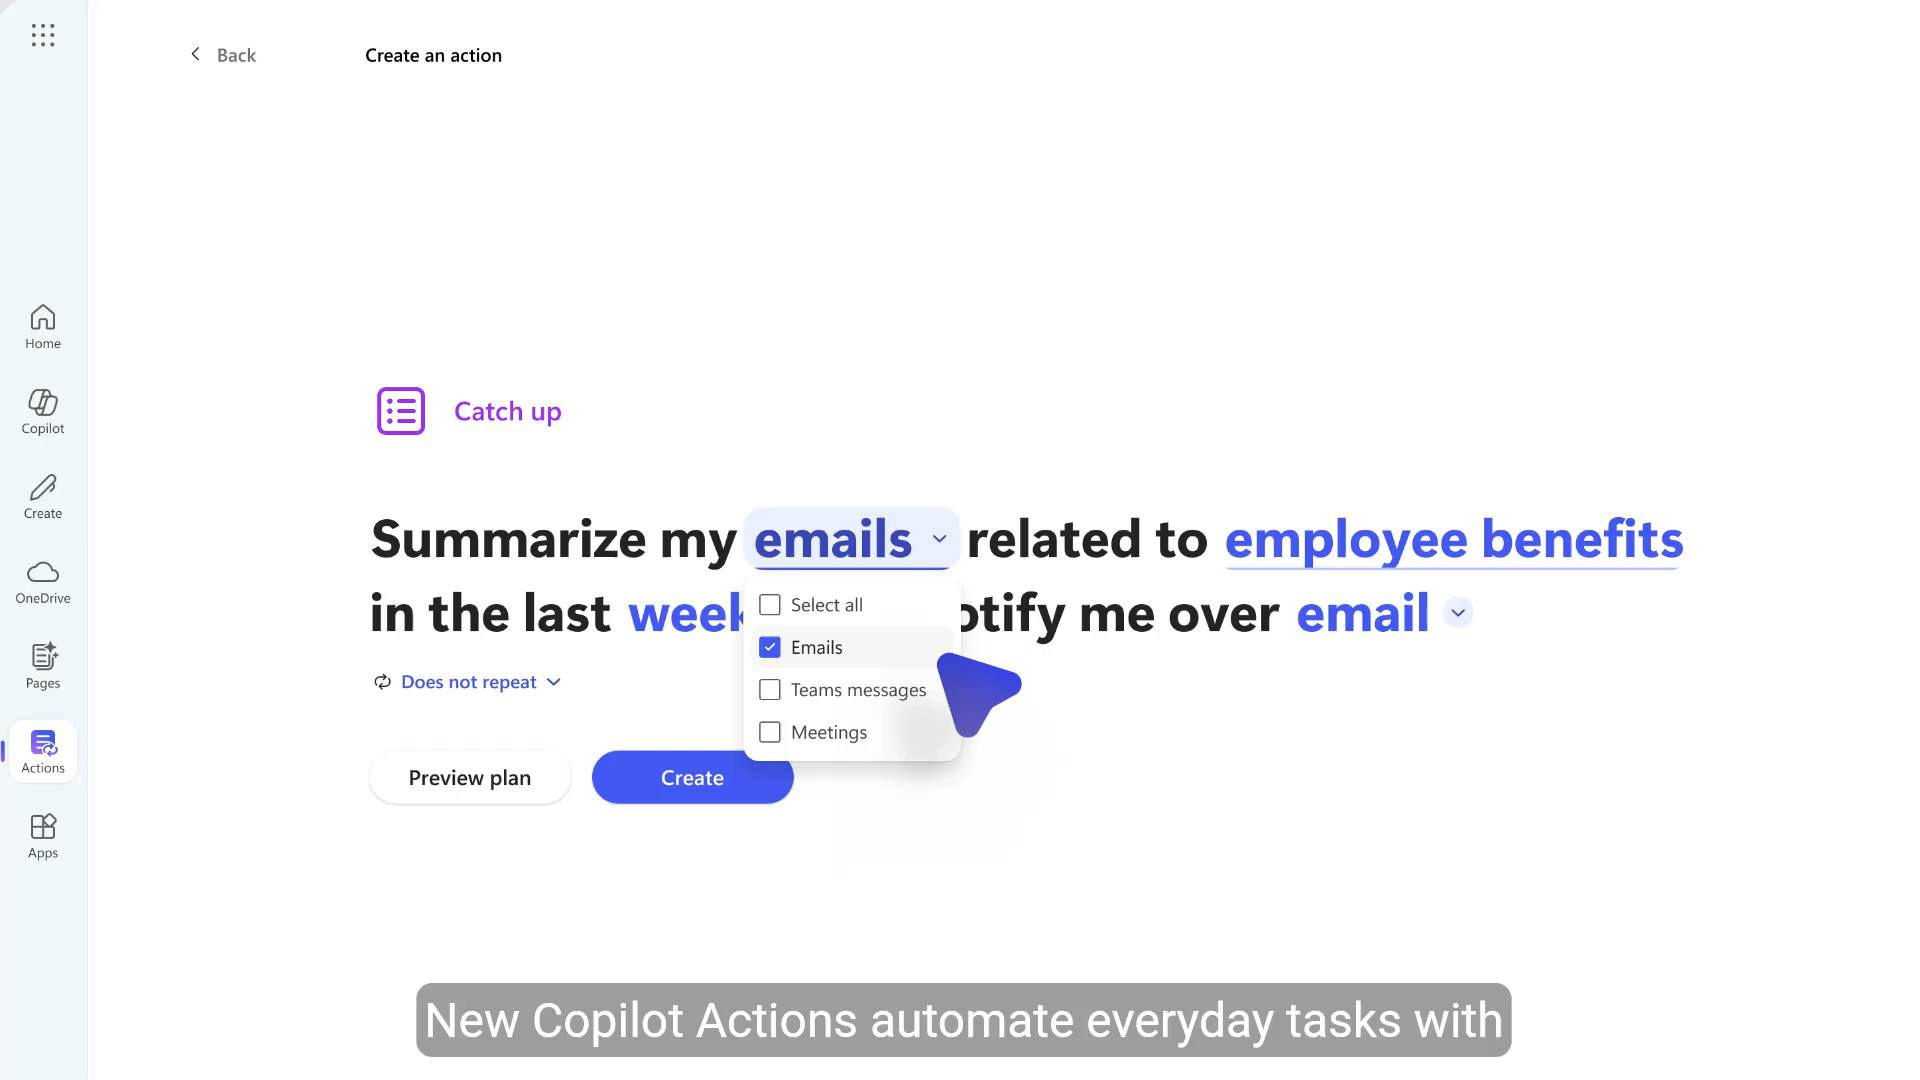 Back
Create an action
Home
Copilot
Create
OneDrive
Pages
Actions
Apps
Catch up
Summarize my emails related to employee benefits
in the last week otify me over email
Select all
Emails
Teams messages
Meetings
Does not repeat
Preview plan
Create
New Copilot Actions automate everyday tasks with